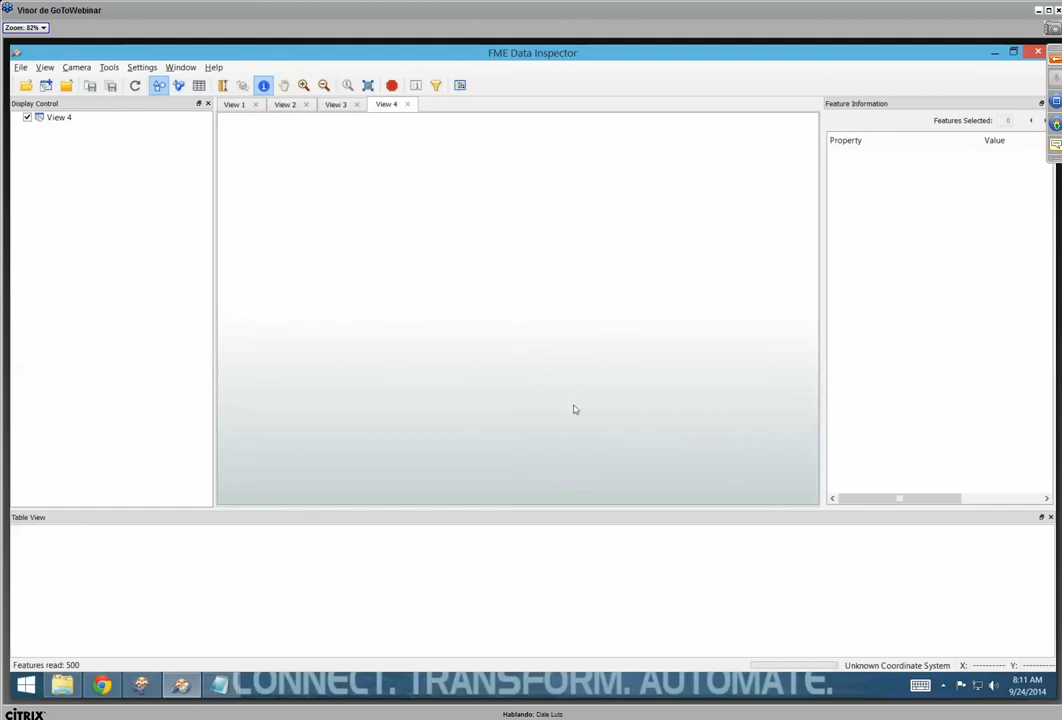 Visor de GoToWebinar
Zoom: 82%
FME Data Inspector
File View Camera Tools Settings Window Help
Display Control
View 1 View 2 View 3 View 4
Feature Information
View 4
Features Selected: 0
Property Value
Table View
Features read: 500
Unknown Coordinate System X: ---------- Y: ----------
CONNECT. TRANSFORM. AUTOMATE.
8:11 AM
9/24/2014
CİTRIX
Hablando: Dale Lutz